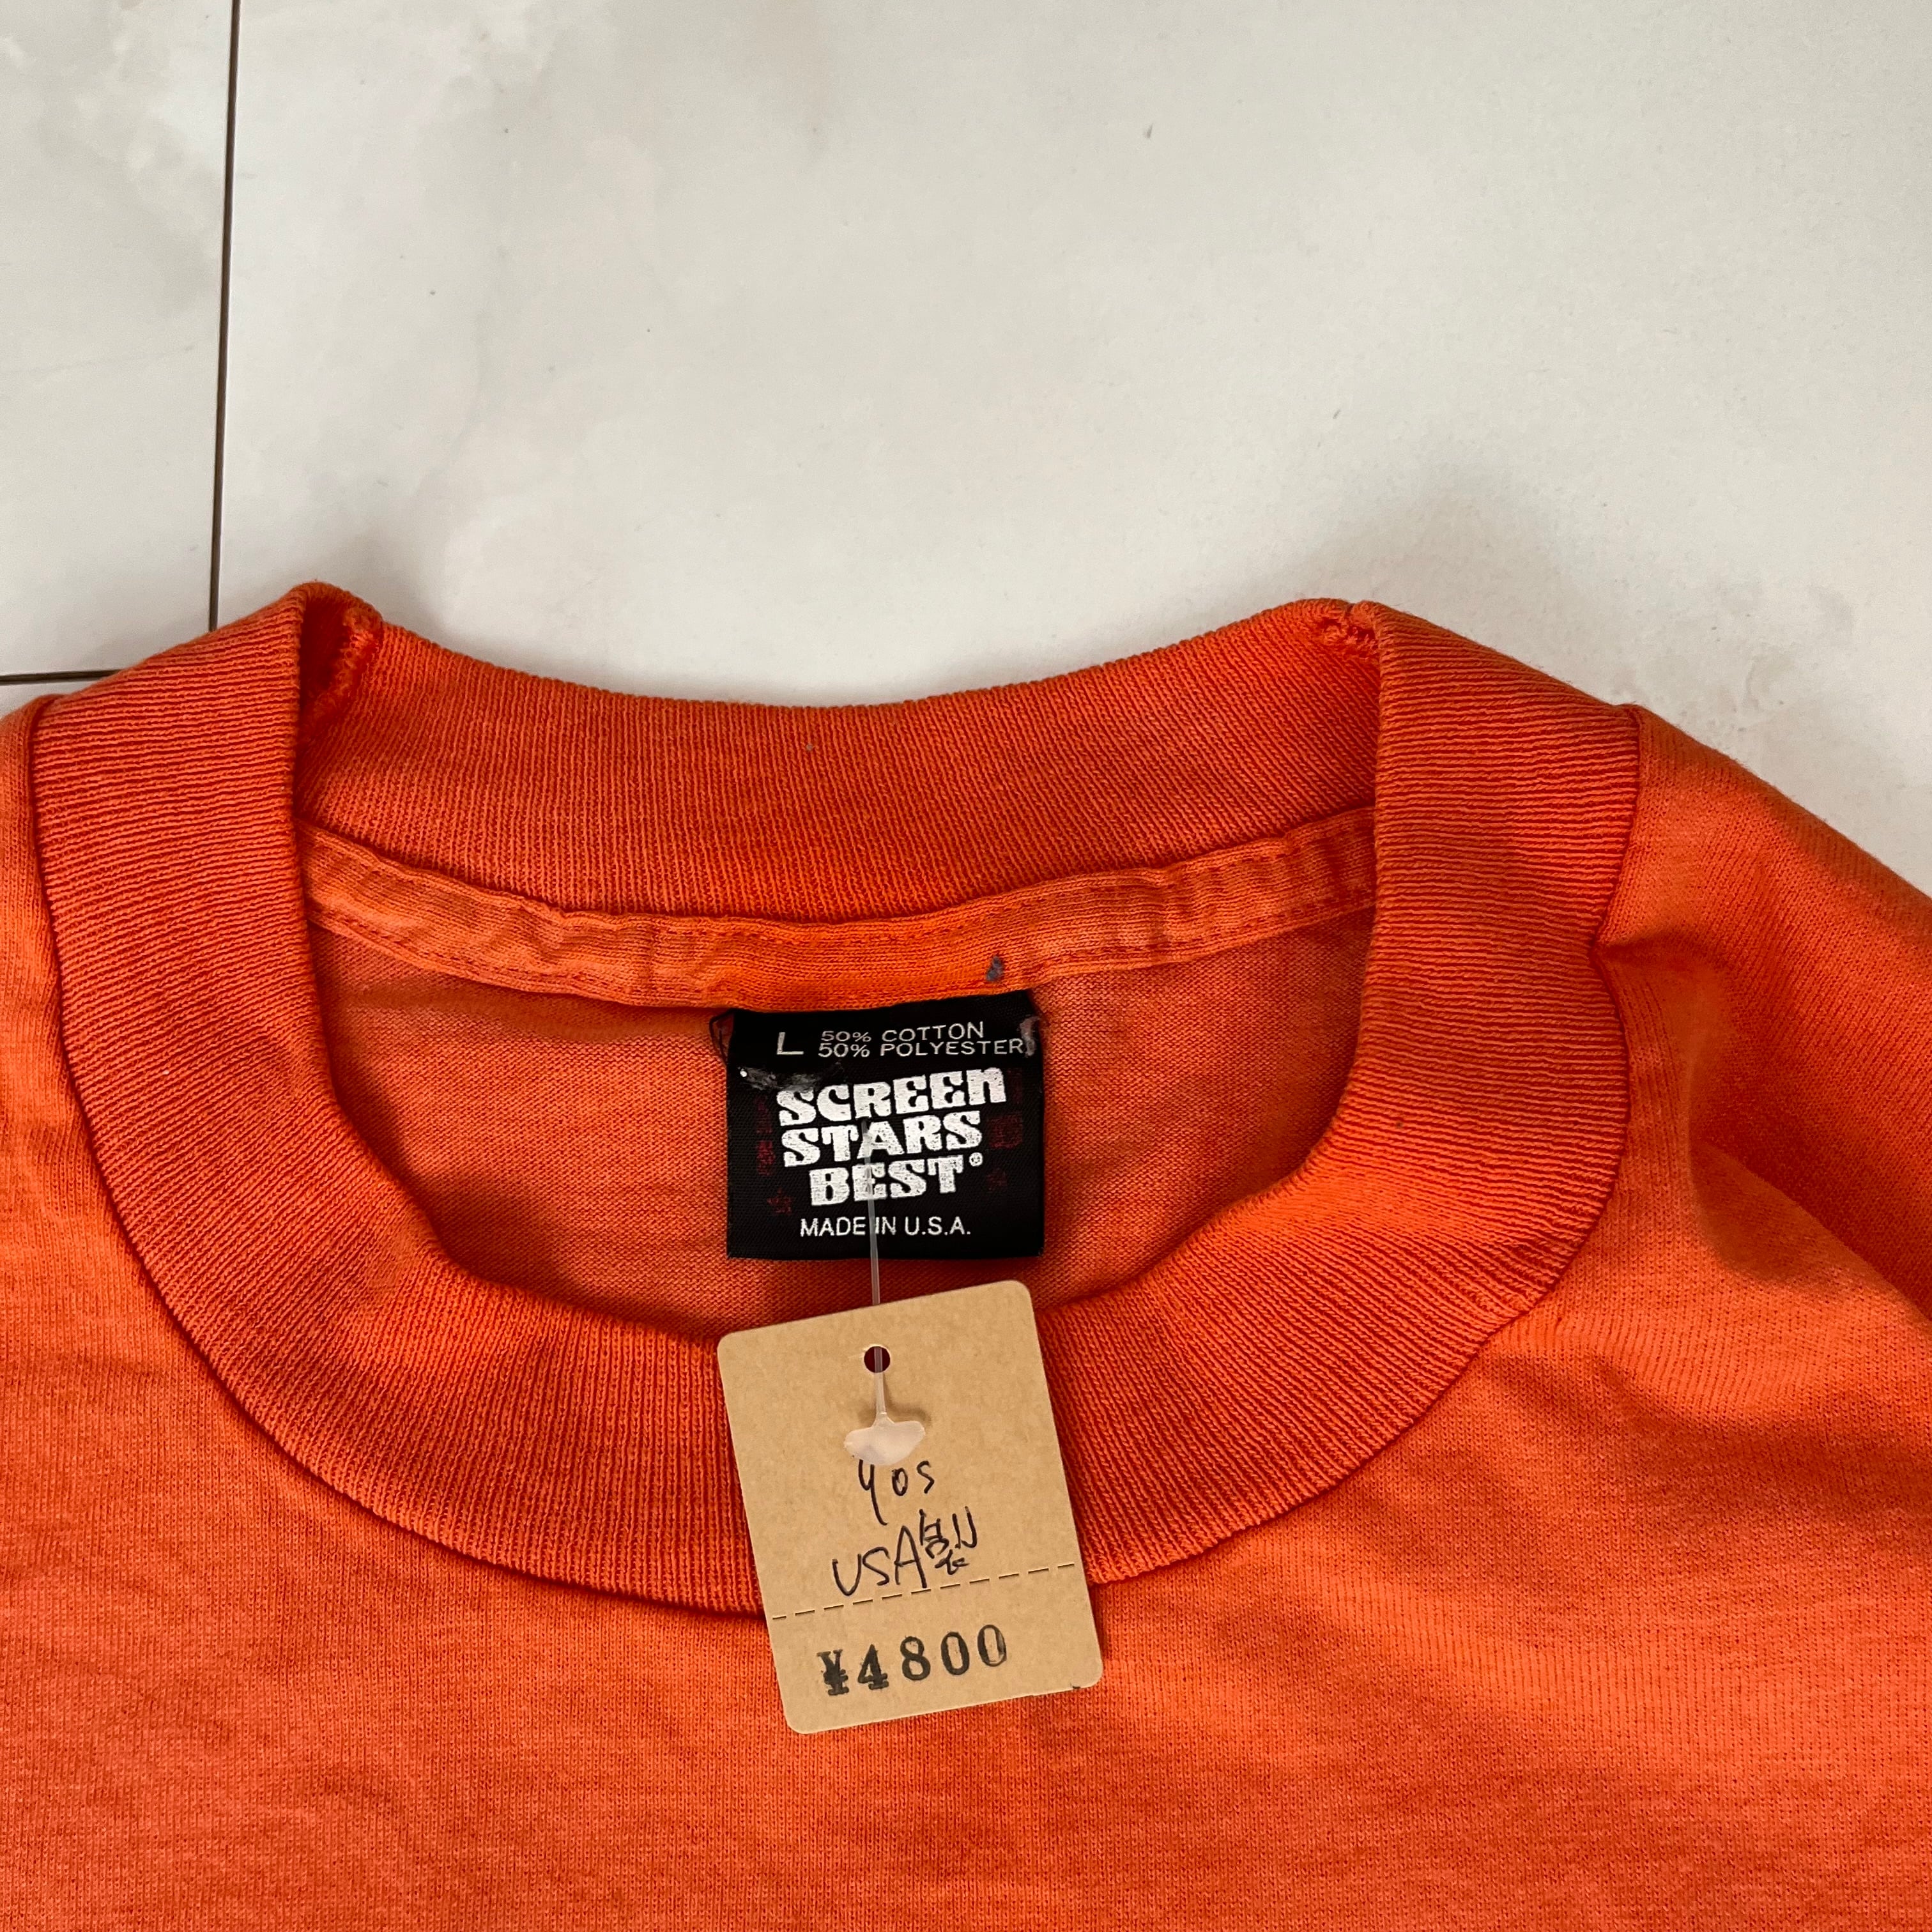 L 50% COTTON
50% POLYESTER
SCREEN
STARS
BEST®
MADE IN U.S.A.
90s
USA製
¥4800